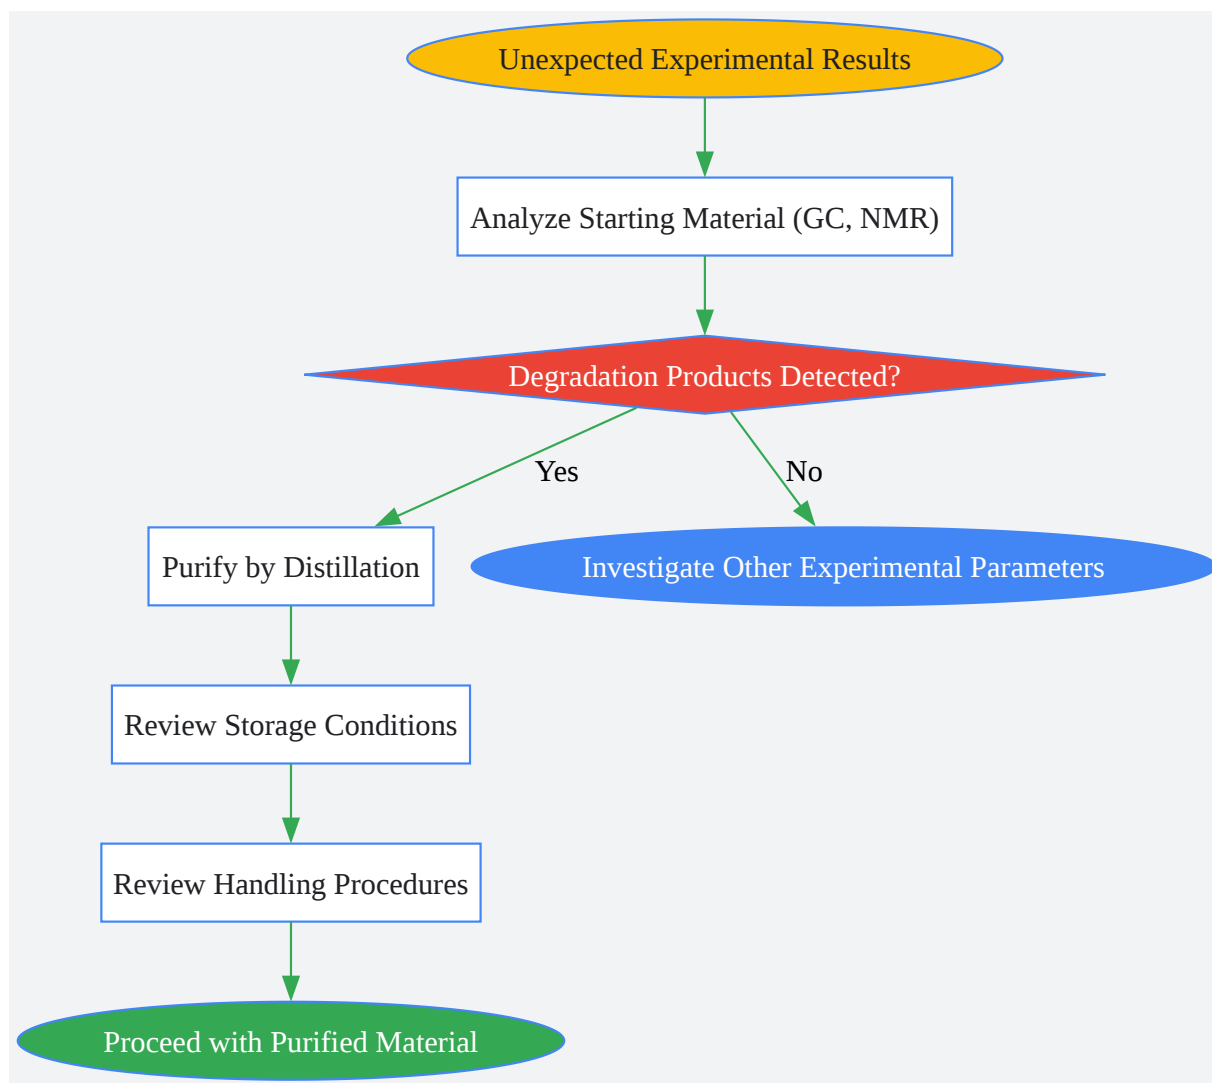 Unexpected Experimental Results
Analyze Starting Material (GC, NMR)
Degradation Products Detected?
Yes
No
Purify by Distillation
Investigate Other Experimental Parameters
Review Storage Conditions
Review Handling Procedures
Proceed with Purified Material